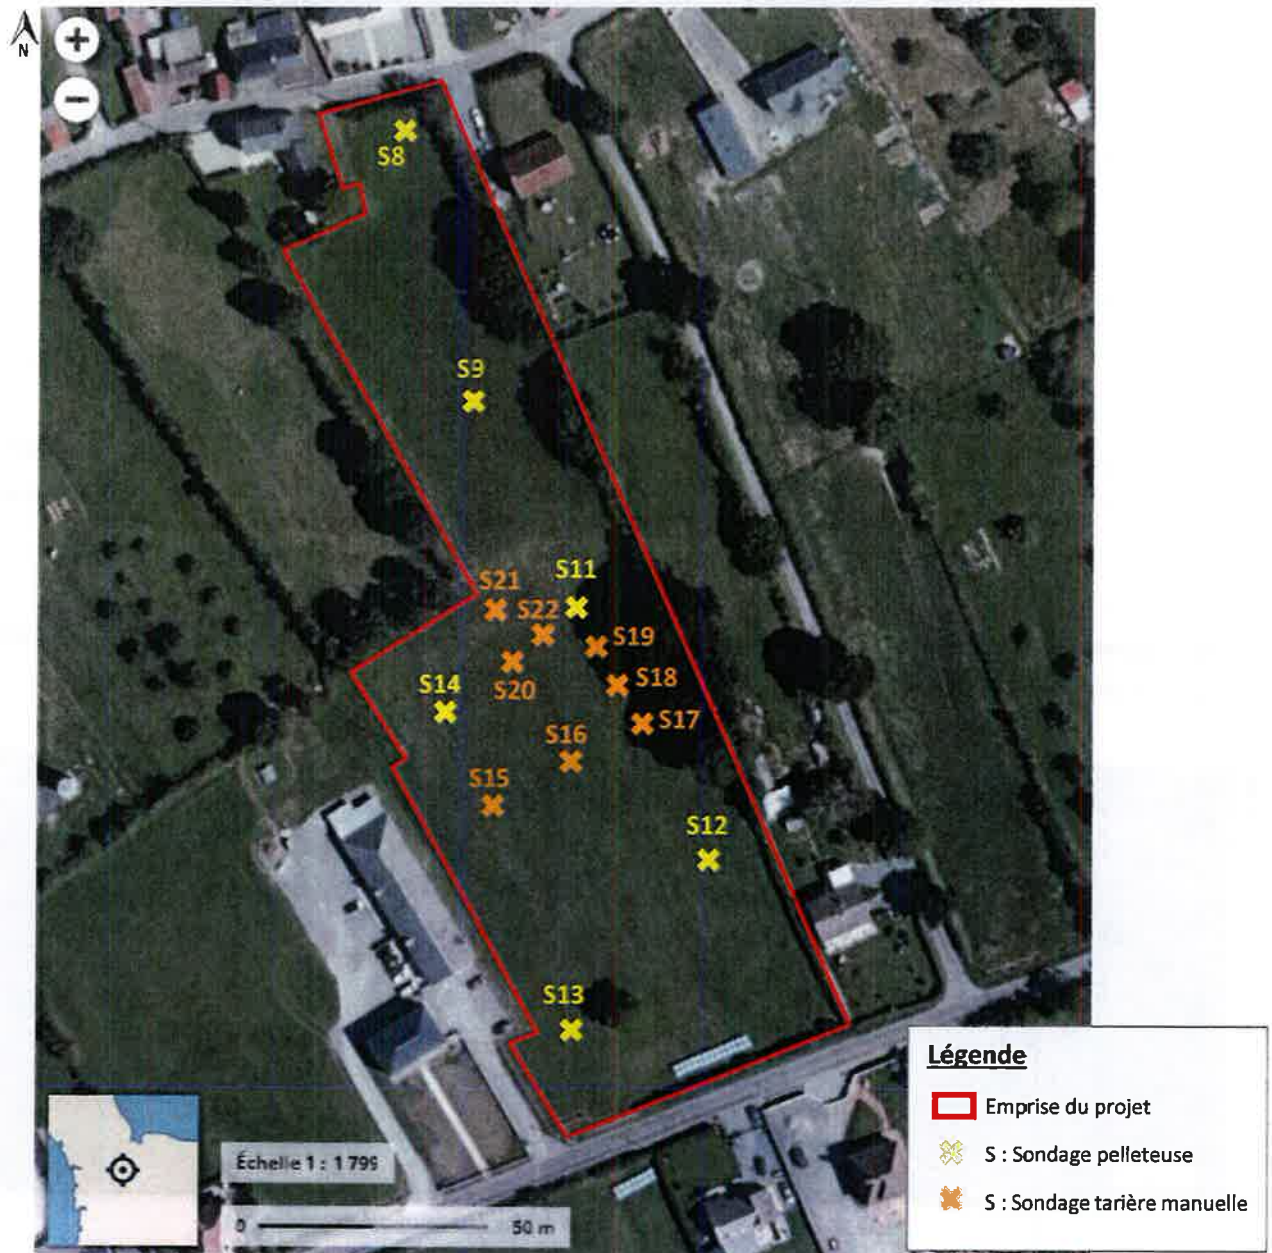 N
+
−
S8
S9
S11
S21
S22
S19
S18
S20
S14
S17
S16
S15
S12
S13
Légende
Emprise du projet
S : Sondage pelleteuse
S : Sondage tarière manuelle
Échelle 1 : 1 799
0 50 m